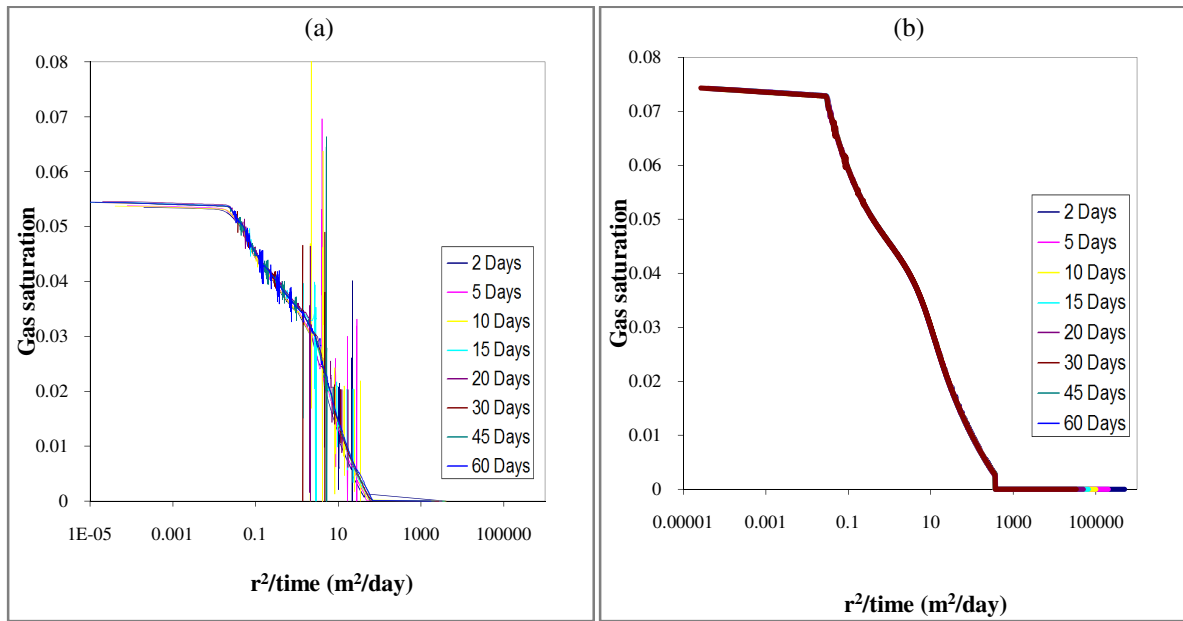 (a)
0.08
0.07
0.06
0.05
0.04
0.03
0.02
0.01
0
Gas saturation
1E-05 0.001 0.1 10 1000 100000
r²/time (m²/day)
2 Days
5 Days
10 Days
15 Days
20 Days
30 Days
45 Days
60 Days
(b)
0.08
0.07
0.06
0.05
0.04
0.03
0.02
0.01
0
Gas saturation
0.00001 0.001 0.1 10 1000 100000
r²/time (m²/day)
2 Days
5 Days
10 Days
15 Days
20 Days
30 Days
45 Days
60 Days